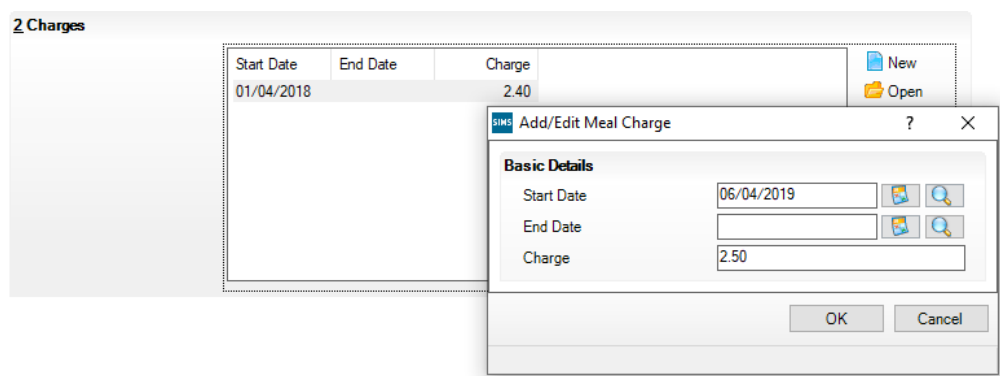 2 Charges
Start Date End Date Charge
New
01/04/2018 2.40
Open
SIMS Add/Edit Meal Charge ? X
Basic Details
Start Date 06/04/2019
End Date
Charge 2.50
OK Cancel